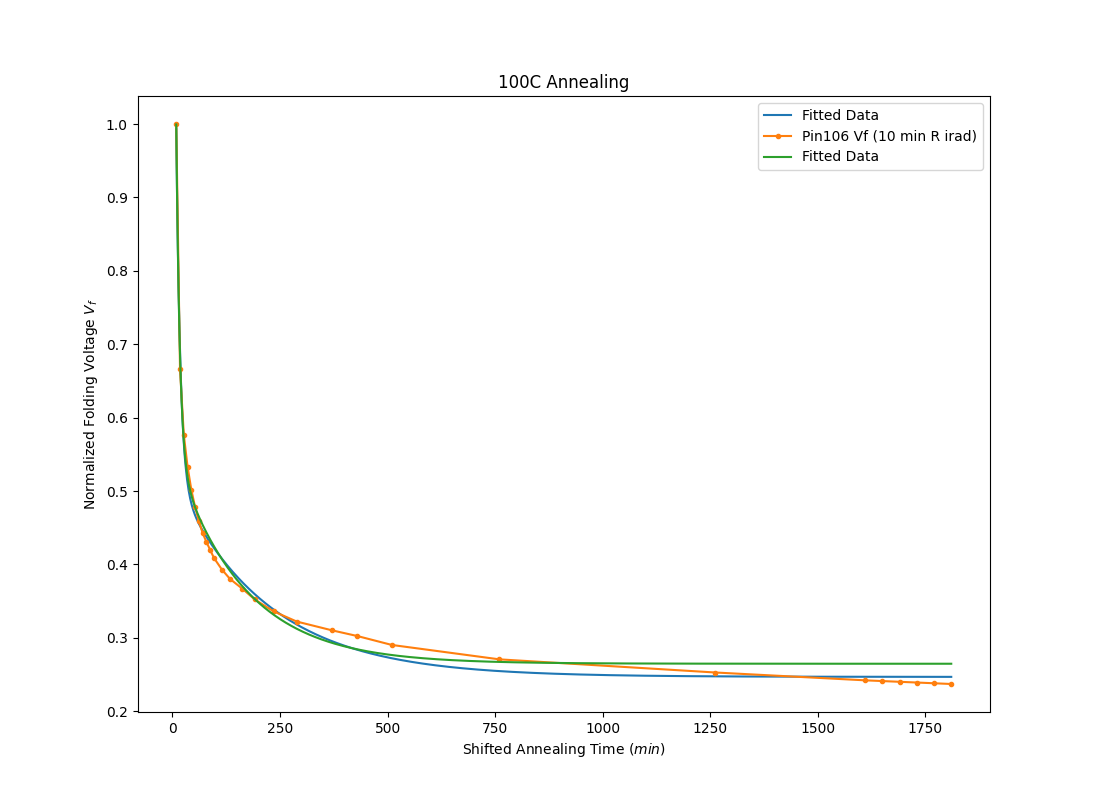 100C Annealing
Fitted Data
Pin106 Vf (10 min R irad)
Fitted Data
Normalized Folding Voltage V_f
1.0
0.9
0.8
0.7
0.6
0.5
0.4
0.3
0.2
0 250 500 750 1000 1250 1500 1750
Shifted Annealing Time (min)